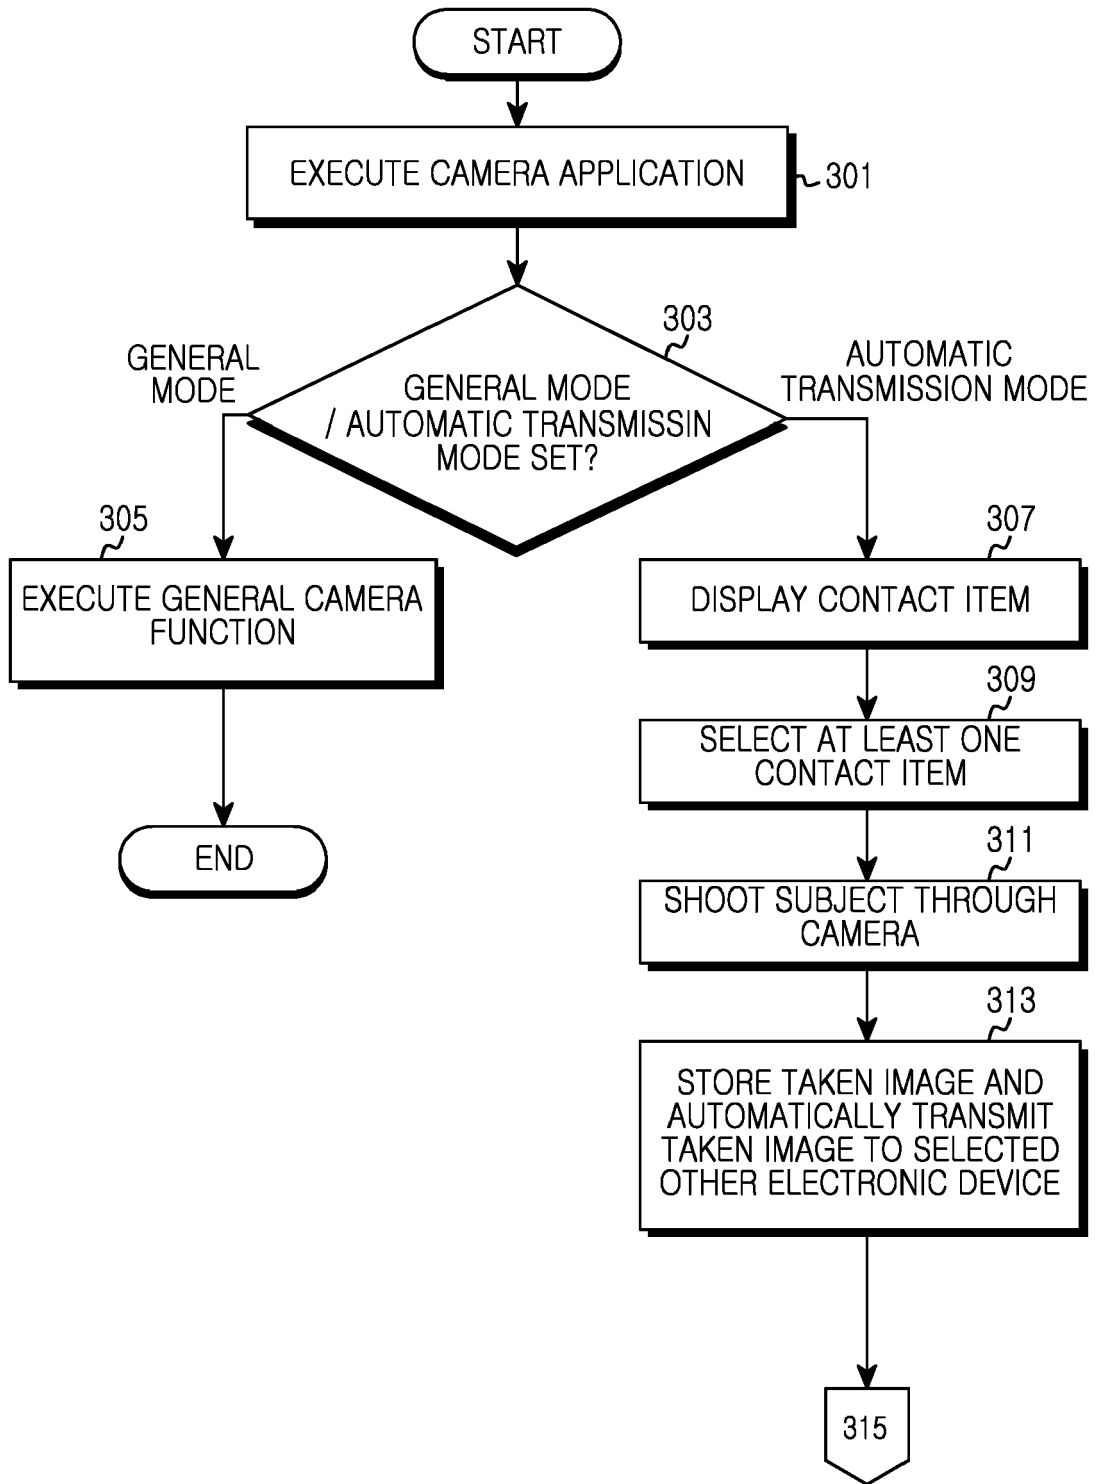 START
EXECUTE CAMERA APPLICATION
301
303
GENERAL
MODE
AUTOMATIC
TRANSMISSION MODE
GENERAL MODE
/ AUTOMATIC TRANSMISSIN
MODE SET?
305
EXECUTE GENERAL CAMERA
FUNCTION
END
307
DISPLAY CONTACT ITEM
309
SELECT AT LEAST ONE
CONTACT ITEM
311
SHOOT SUBJECT THROUGH
CAMERA
313
STORE TAKEN IMAGE AND
AUTOMATICALLY TRANSMIT
TAKEN IMAGE TO SELECTED
OTHER ELECTRONIC DEVICE
315